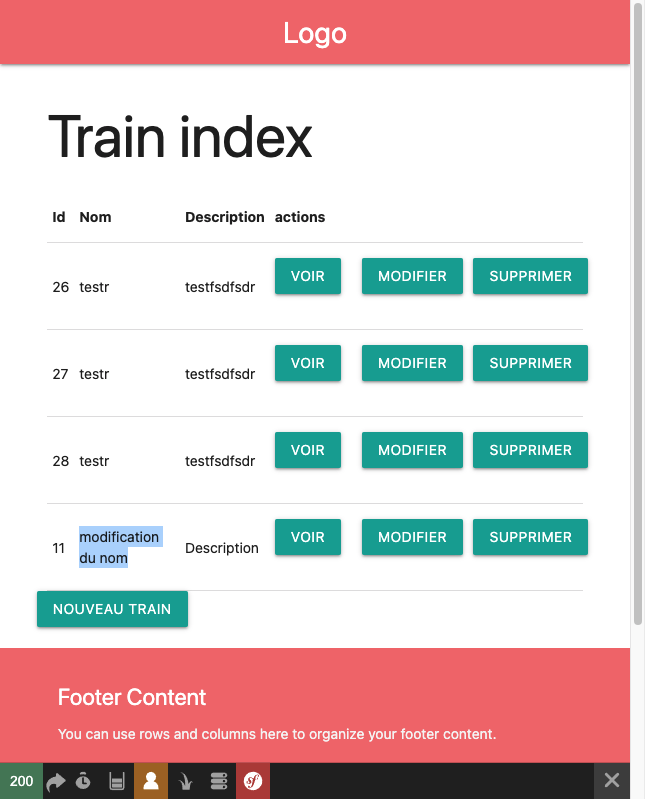 Logo
Train index
Id Nom Description actions
26 testr testfsdfsdr VOIR MODIFIER SUPPRIMER
27 testr testfsdfsdr VOIR MODIFIER SUPPRIMER
28 testr testfsdfsdr VOIR MODIFIER SUPPRIMER
11 modification du nom Description VOIR MODIFIER SUPPRIMER
NOUVEAU TRAIN
Footer Content
You can use rows and columns here to organize your footer content.
200 sf